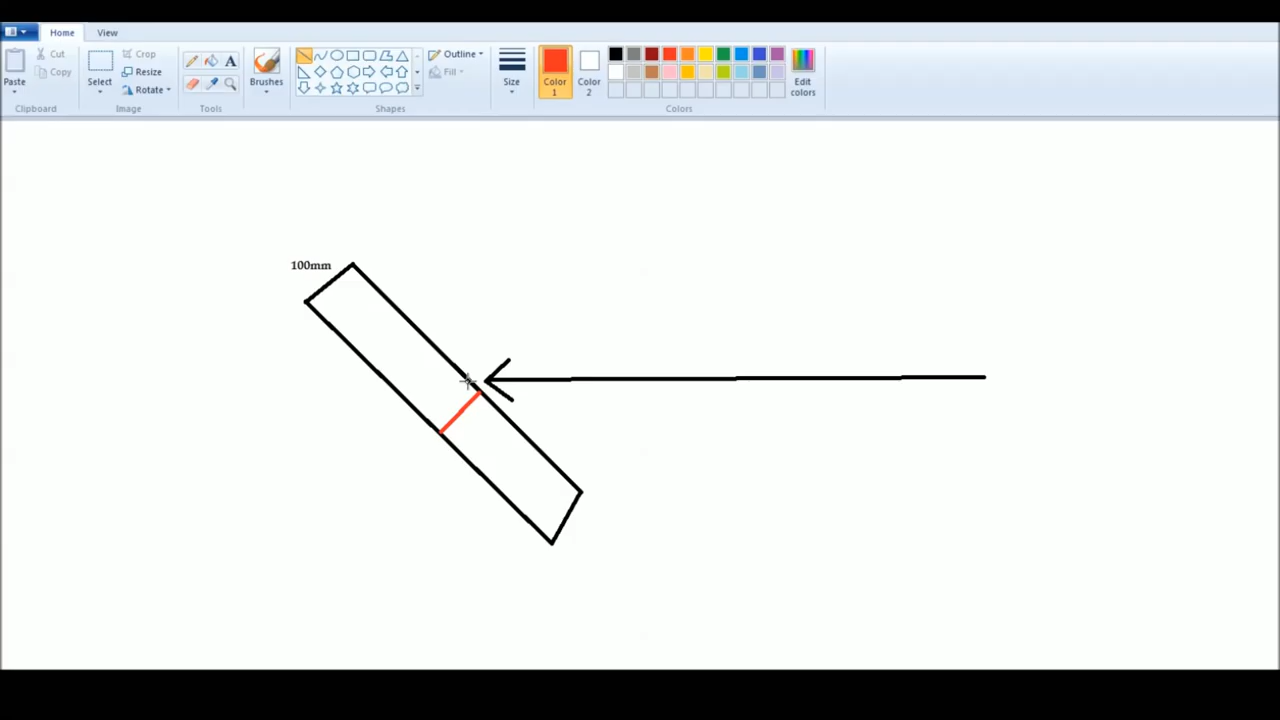 Home View
Paste
Cut
Copy
Clipboard
Select
Crop
Resize
Rotate
Image
A
Tools
Brushes
Outline
Fill
Shapes
Size
Color
1
Color
2
Edit
colors
Colors
100mm